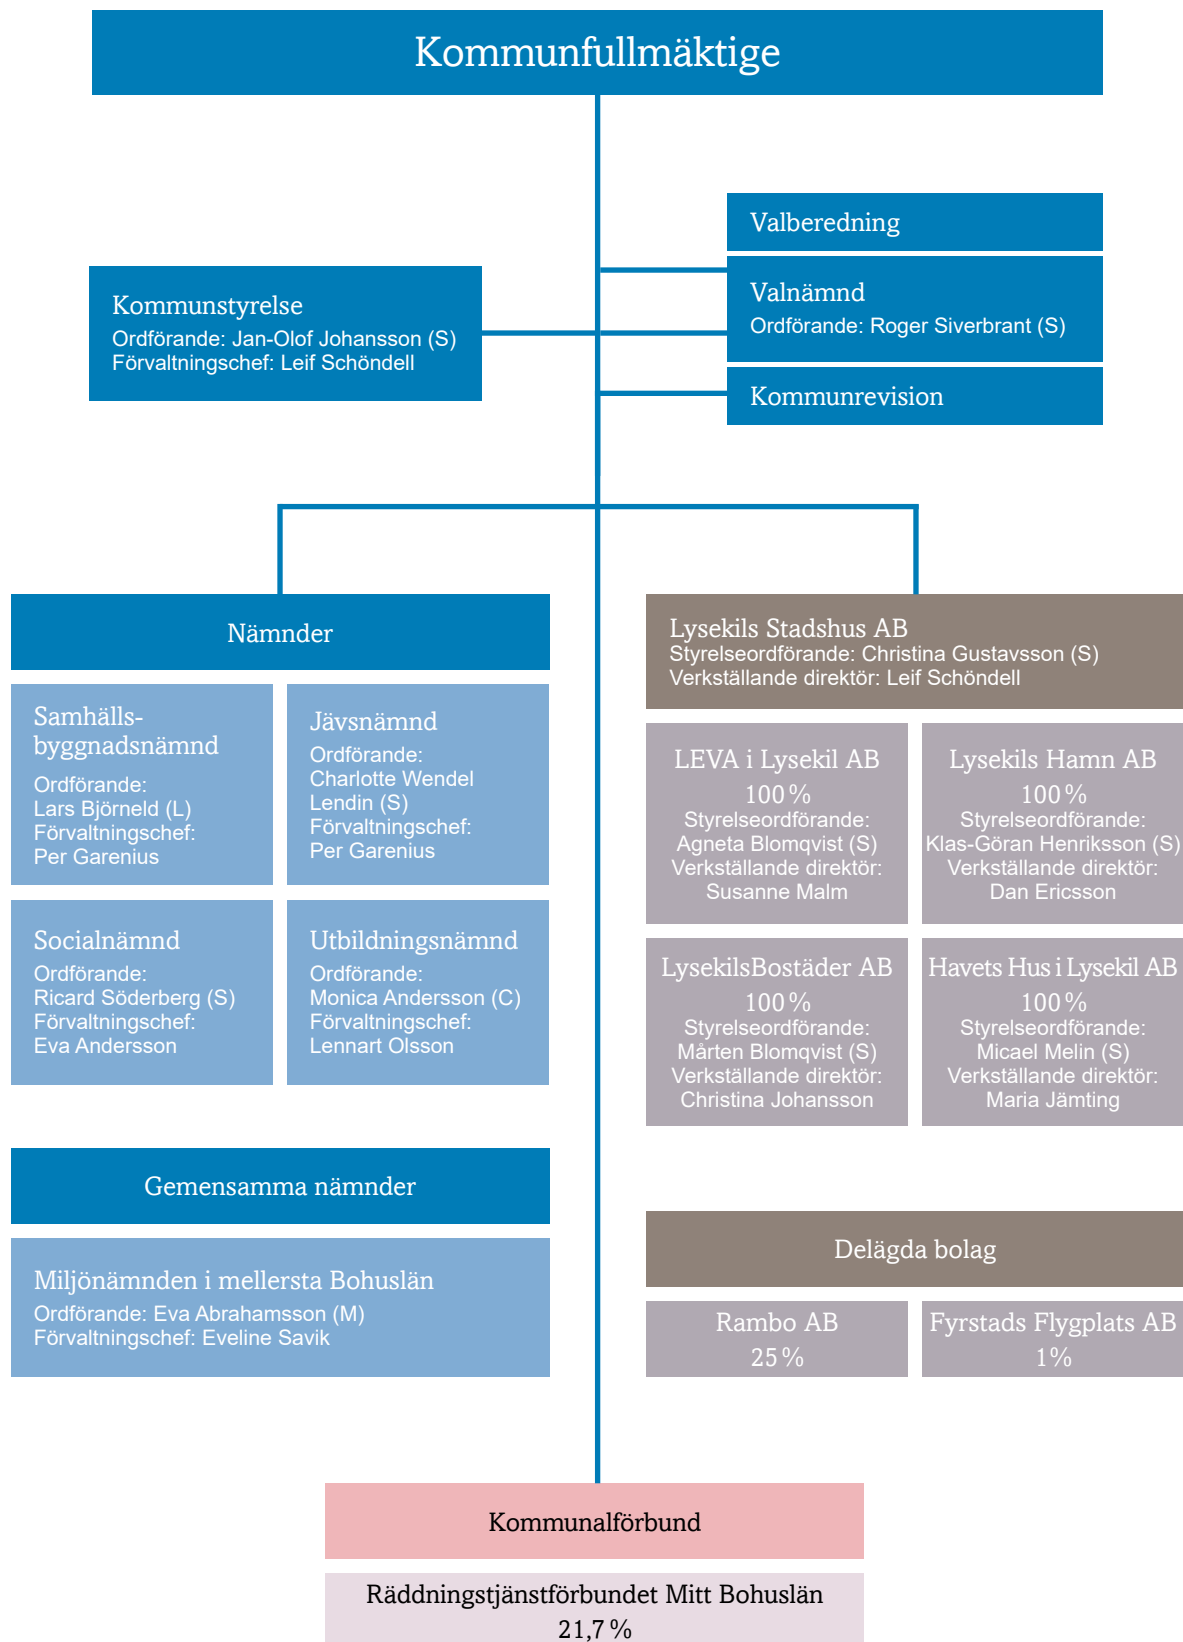 Kommunfullmäktige
Valberedning
Valnämnd
Ordförande: Roger Siverbrant (S)
Kommunrevision
Kommunstyrelse
Ordförande: Jan-Olof Johansson (S)
Förvaltningschef: Leif Schöndell
Nämnder
Samhälls-
byggnadsnämnd
Ordförande:
Lars Björneld (L)
Förvaltningschef:
Per Garenius
Jävsnämnd
Ordförande:
Charlotte Wendel
Lendin (S)
Förvaltningschef:
Per Garenius
Socialnämnd
Ordförande:
Ricard Söderberg (S)
Förvaltningschef:
Eva Andersson
Utbildningsnämnd
Ordförande:
Monica Andersson (C)
Förvaltningschef:
Lennart Olsson
Gemensamma nämnder
Miljönämnden i mellersta Bohuslän
Ordförande: Eva Abrahamsson (M)
Förvaltningschef: Eveline Savik
Lysekils Stadshus AB
Styrelseordförande: Christina Gustavsson (S)
Verkställande direktör: Leif Schöndell
LEVA i Lysekil AB
100 %
Styrelseordförande:
Agneta Blomqvist (S)
Verkställande direktör:
Susanne Malm
Lysekils Hamn AB
100 %
Styrelseordförande:
Klas-Göran Henriksson (S)
Verkställande direktör:
Dan Ericsson
LysekilsBostäder AB
100 %
Styrelseordförande:
Mårten Blomqvist (S)
Verkställande direktör:
Christina Johansson
Havets Hus i Lysekil AB
100 %
Styrelseordförande:
Micael Melin (S)
Verkställande direktör:
Maria Jämting
Delägda bolag
Rambo AB
25 %
Fyrstads Flygplats AB
1%
Kommunalförbund
Räddningstjänstförbundet Mitt Bohuslän
21,7 %